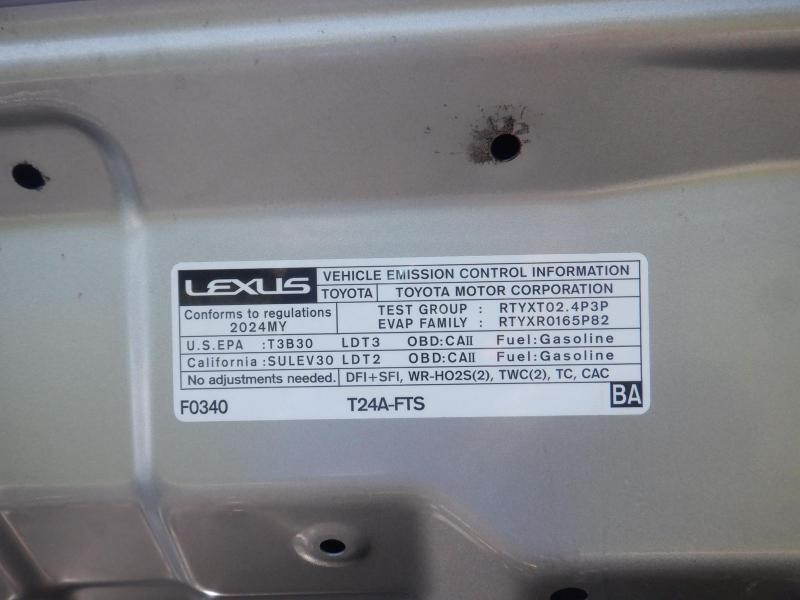 LEXUS VEHICLE EMISSION CONTROL INFORMATION
TOYOTA TOYOTA MOTOR CORPORATION
Conforms to regulations
2024MY
TEST GROUP : RTYXT02.4P3P
EVAP FAMILY : RTYXR0165P82
U.S.EPA :T3B30 LDT3 OBD:CAII Fuel:Gasoline
California:SULEV30 LDT2 OBD:CAII Fuel:Gasoline
No adjustments needed. DFI+SFI, WR-HO2S(2), TWC(2), TC, CAC
F0340 T24A-FTS BA